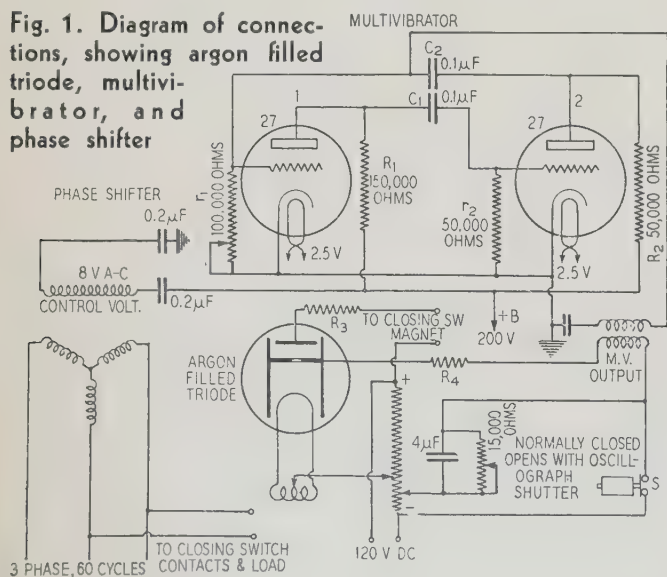 Fig. 1. Diagram of connec-
tions, showing argon filled
triode, multivi-
brator, and
phase shifter
MULTIVIBRATOR
C2
0.1µF
C1
0.1µF
1
2
27
27
r1
100,000 OHMS
R1
150,000
OHMS
r2
50,000
OHMS
R2
50,000 OHMS
2.5 V
2.5 V
PHASE SHIFTER
0.2µF
8 V A-C
CONTROL VOLT.
0.2µF
+B
200 V
R3
TO CLOSING SW
MAGNET
ARGON
FILLED
TRIODE
+
R4
M.V.
OUTPUT
4µF
15,000
OHMS
NORMALLY CLOSED
OPENS WITH OSCILL-
OGRAPH
SHUTTER
S
−
120 V DC
TO CLOSING SWITCH
CONTACTS & LOAD
3 PHASE, 60 CYCLES